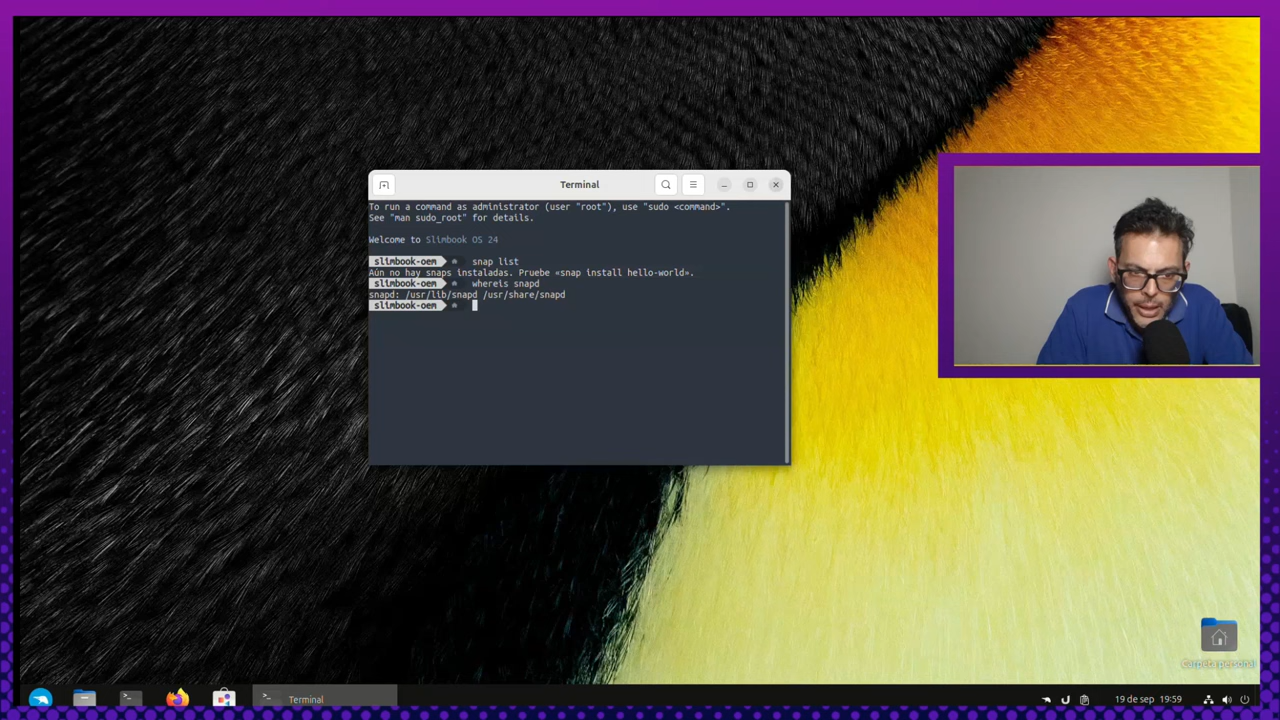 Terminal
To run a command as administrator (user "root"), use "sudo <command>".
See "man sudo_root" for details.
Welcome to Slimbook OS 24
slimbook-oem snap list
Aún no hay snaps instaladas. Pruebe «snap install hello-world».
slimbook-oem whereis snapd
snapd: /usr/lib/snapd /usr/share/snapd
slimbook-oem
Carpeta personal
Terminal
19 de sep 19:59